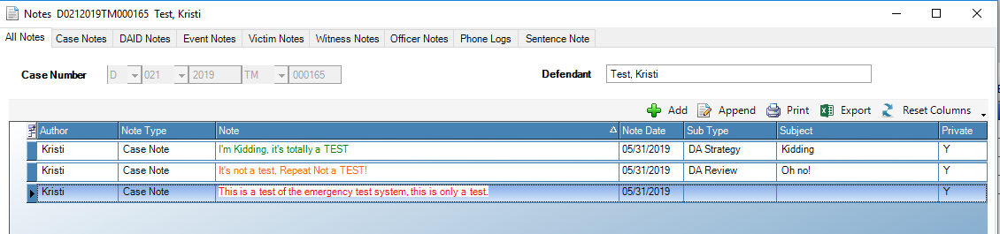 Notes D0212019TM000165 Test, Kristi
All Notes Case Notes DAID Notes Event Notes Victim Notes Witness Notes Officer Notes Phone Logs Sentence Note
Case Number D 021 2019 TM 000165 Defendant Test, Kristi
Add Append Print Export Reset Columns
Author Note Type Note Note Date Sub Type Subject Private
Kristi Case Note I'm Kidding, it's totally a TEST 05/31/2019 DA Strategy Kidding Y
Kristi Case Note It's not a test, Repeat Not a TEST! 05/31/2019 DA Review Oh no! Y
Kristi Case Note This is a test of the emergency test system, this is only a test. 05/31/2019 Y